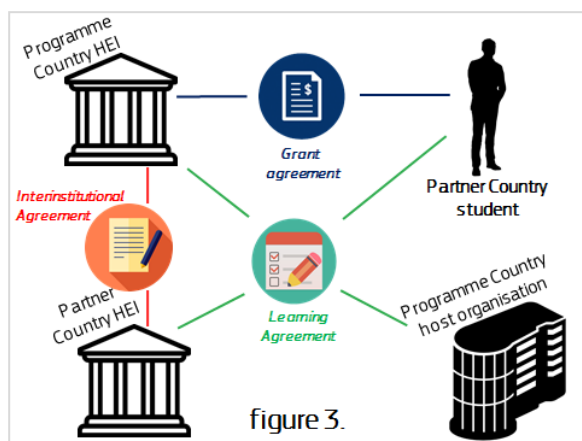 Programme
Country HEI
Grant
agreement
Partner Country
student
Interinstitutional
Agreement
Partner
Country HEI
Learning
Agreement
Programme Country
host organisation
figure 3.